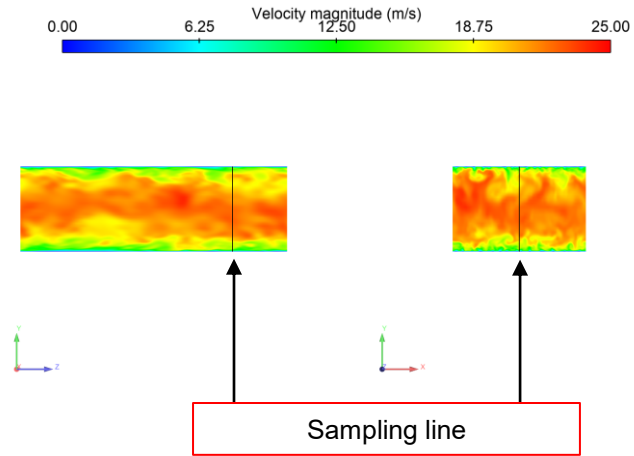 Velocity magnitude (m/s)
0.00 6.25 12.50 18.75 25.00
Y
Z
Y
X
Sampling line